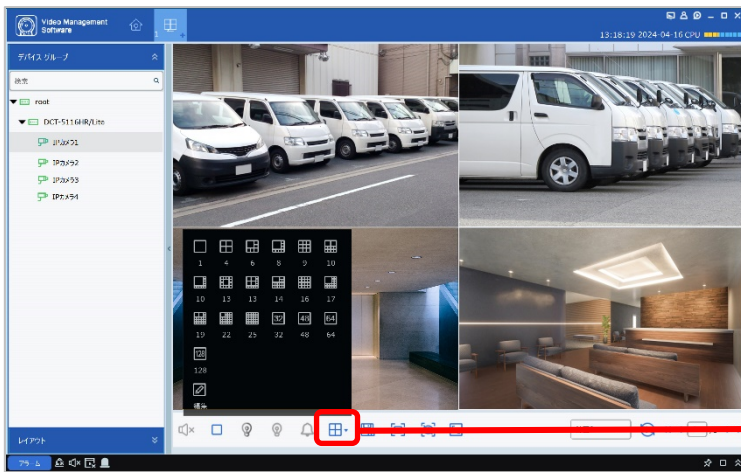 Video Management
Software
1
13:18:19 2024-04-16 CPU
デバイス グループ
検索
root
DCT-5116HR/Lite
IPカメラ1
IPカメラ2
IPカメラ3
IPカメラ4
1 4 6 8 9 10
10 13 13 14 16 17
32 48 64
19 22 25 32 48 64
128
128
編集
レイアウト
アラーム